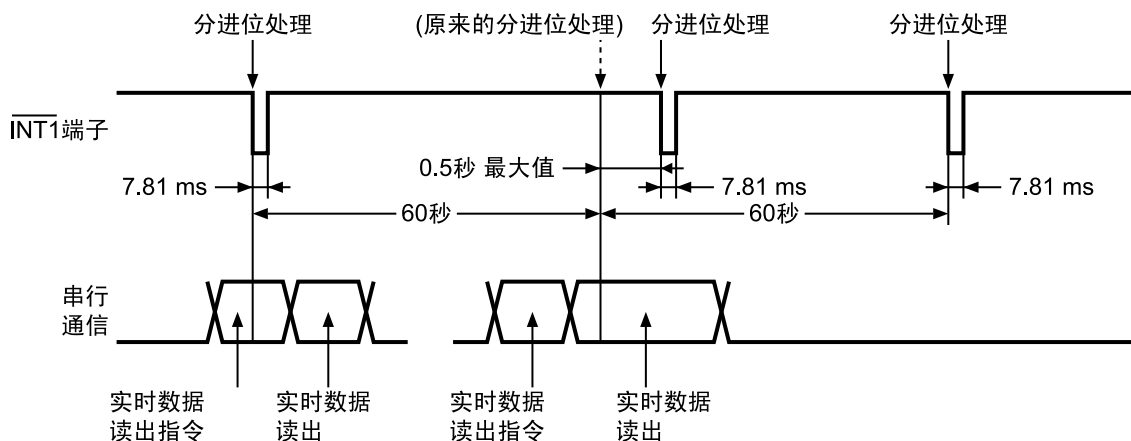 分进位处理
(原来的分进位处理)
分进位处理
分进位处理
INT1端子
0.5秒 最大值
7.81 ms
7.81 ms
7.81 ms
60秒
60秒
串行
通信
实时数据
读出指令
实时数据
读出
实时数据
读出指令
实时数据
读出